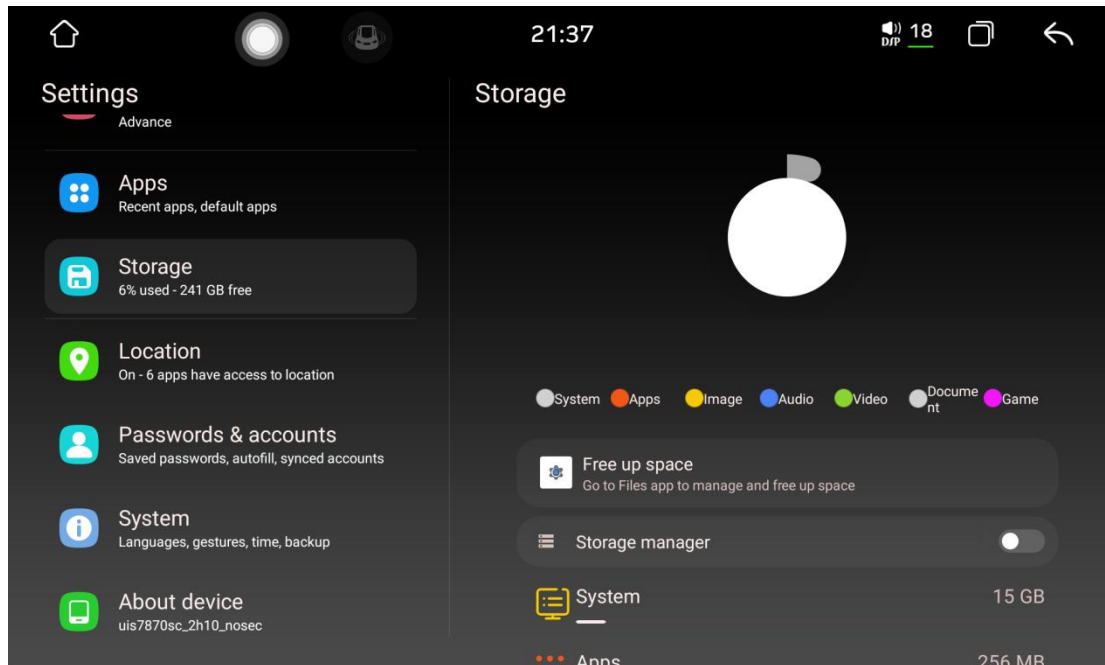 21:37
DSP 18
Settings
Advance
Apps
Recent apps, default apps
Storage
6% used - 241 GB free
Location
On - 6 apps have access to location
Passwords & accounts
Saved passwords, autofill, synced accounts
System
Languages, gestures, time, backup
About device
uis7870sc_2h10_nosec
Storage
System Apps Image Audio Video Docume Game
nt
Free up space
Go to Files app to manage and free up space
Storage manager
System 15 GB
Apps 256 MB